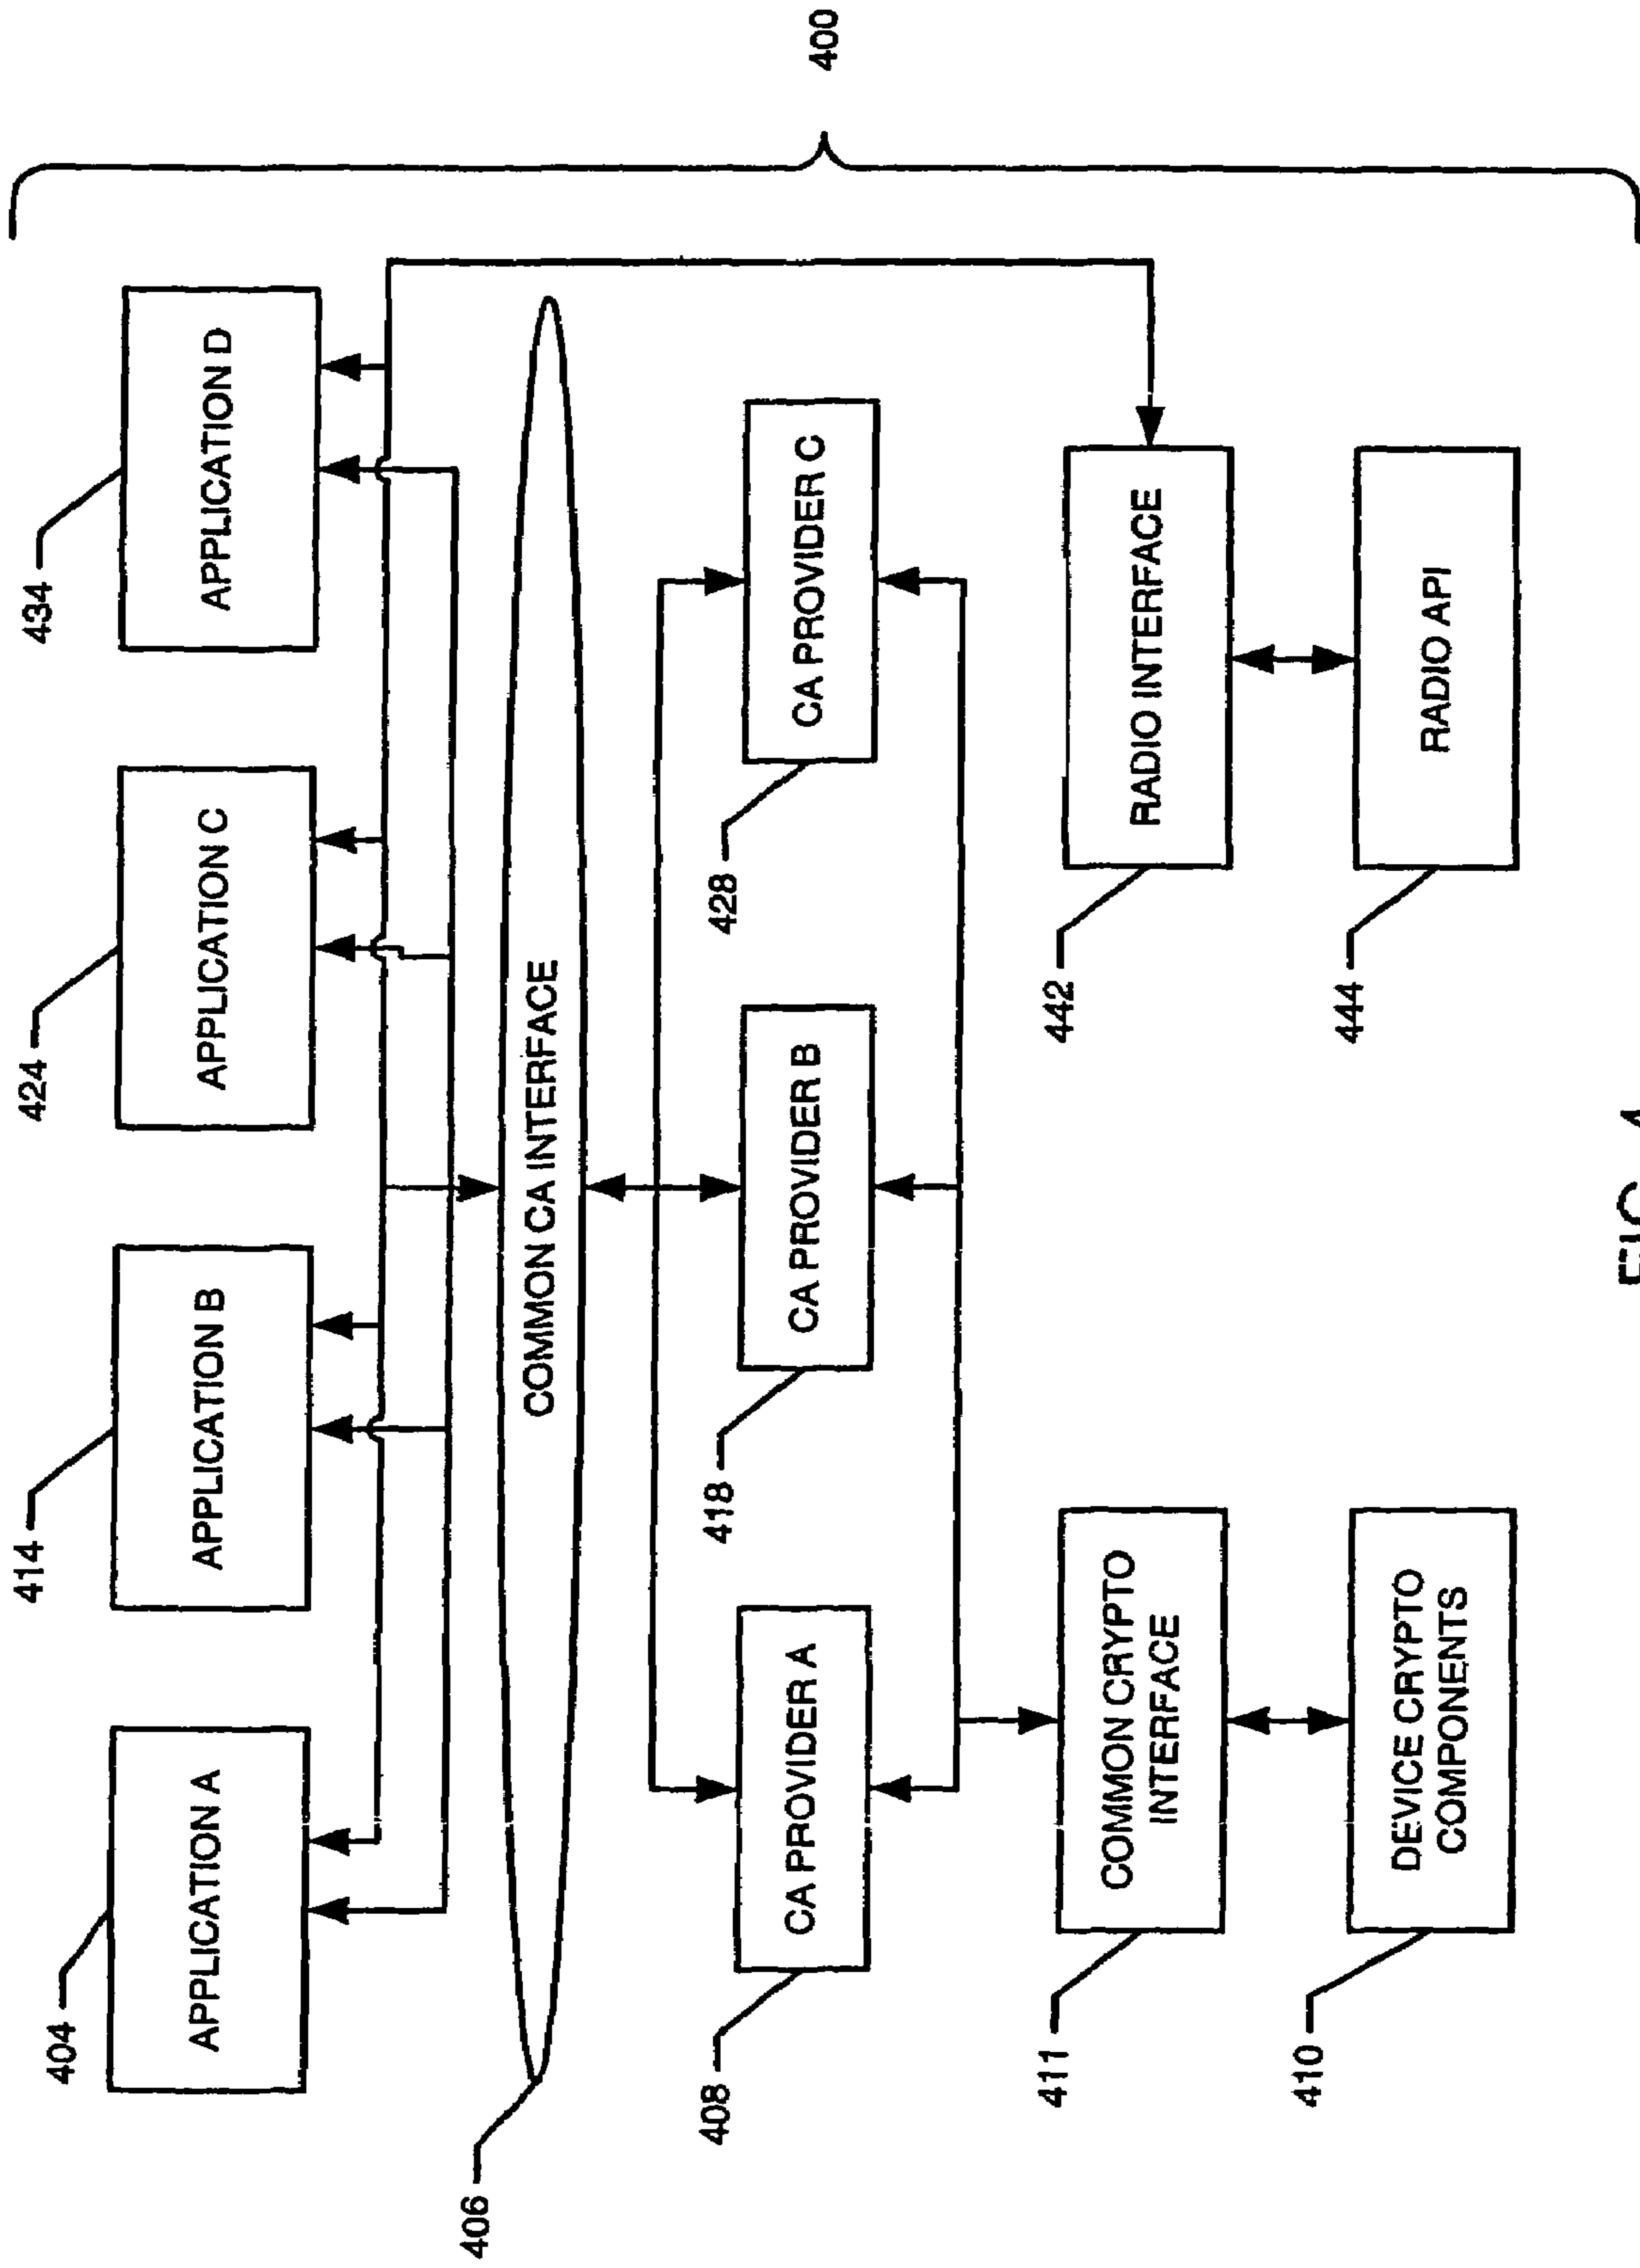 400
434
424
414
404
APPLICATION A
APPLICATION B
APPLICATION C
APPLICATION D
406
COMMON CA INTERFACE
408
CA PROVIDER A
418
CA PROVIDER B
428
CA PROVIDER C
411
COMMON CRYPTO
INTERFACE
442
RADIO INTERFACE
410
DEVICE CRYPTO
COMPONENTS
444
RADIO API